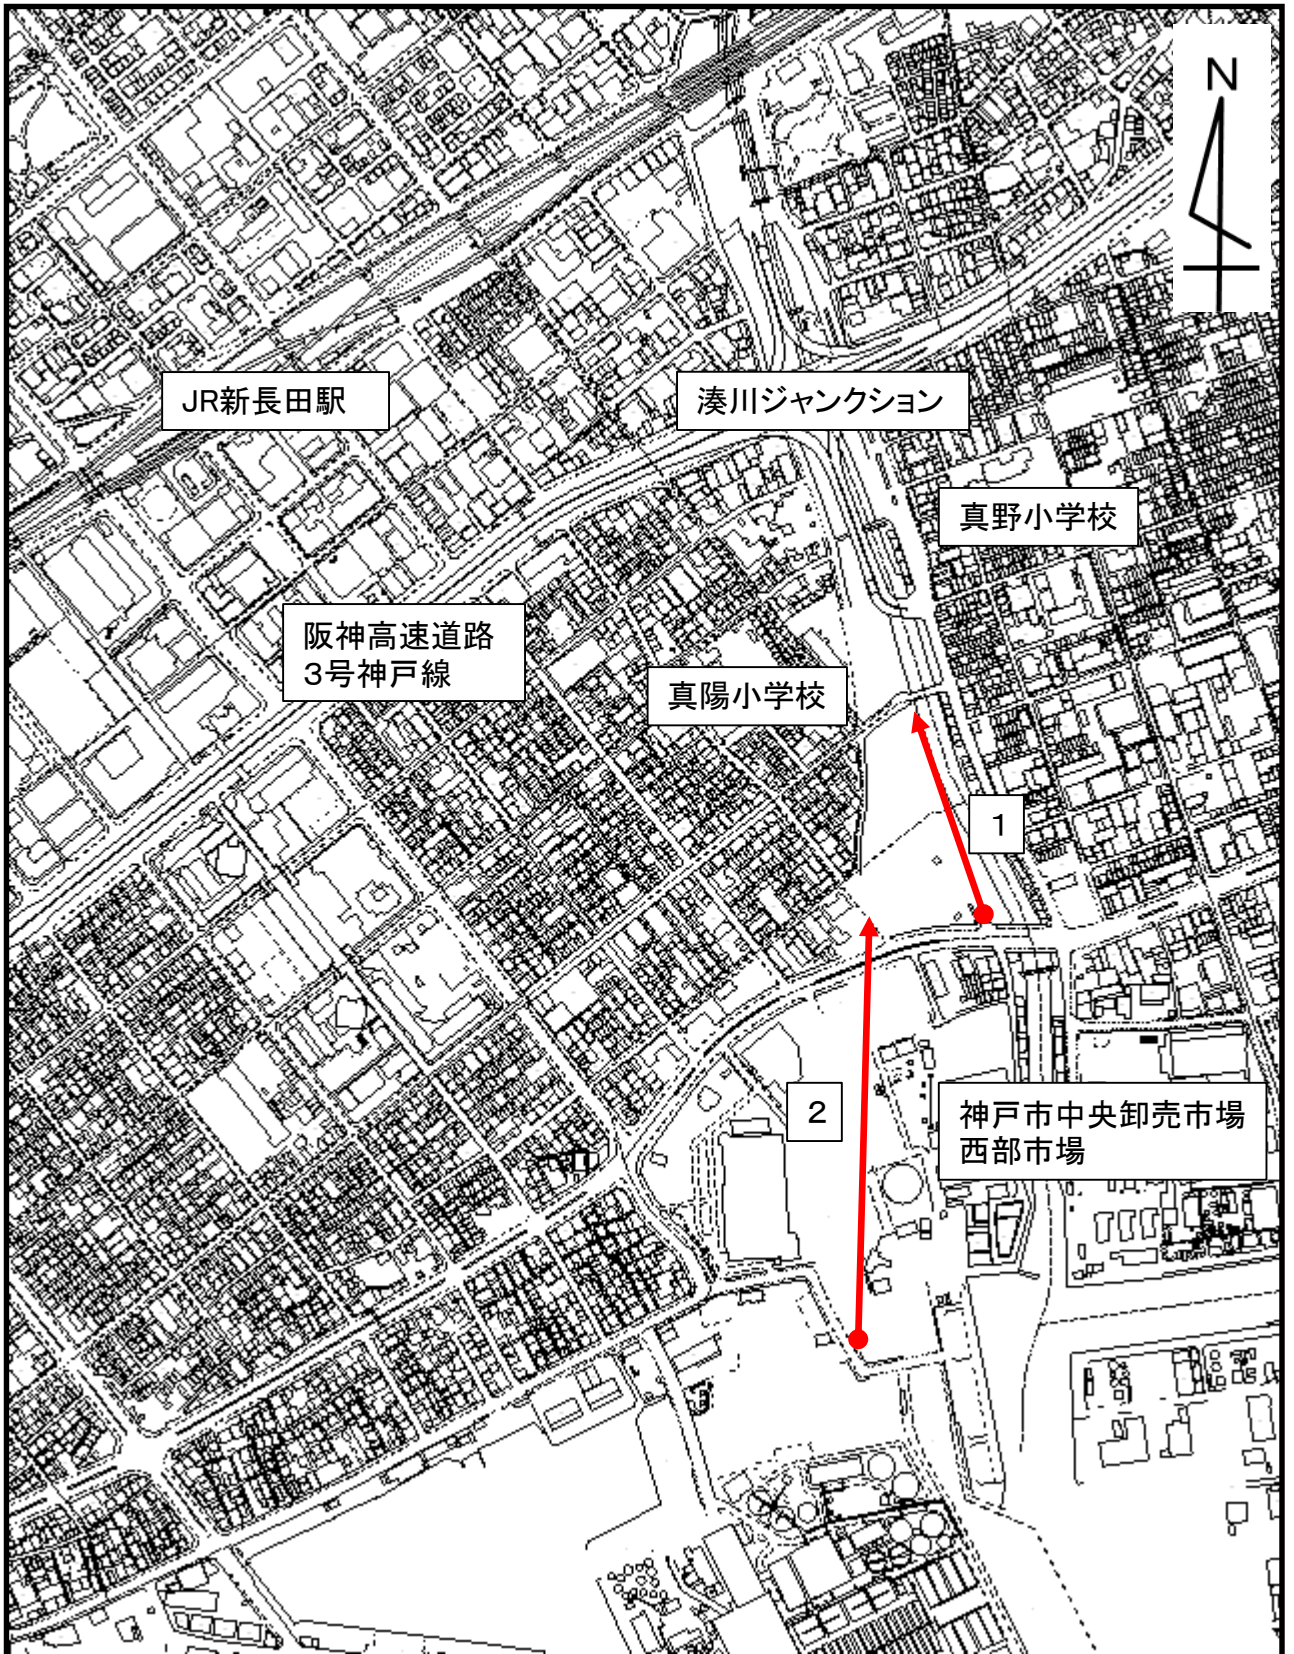 N
JR新長田駅
湊川ジャンクション
真野小学校
阪神高速道路
3号神戸線
真陽小学校
1
2
神戸市中央卸売市場
西部市場